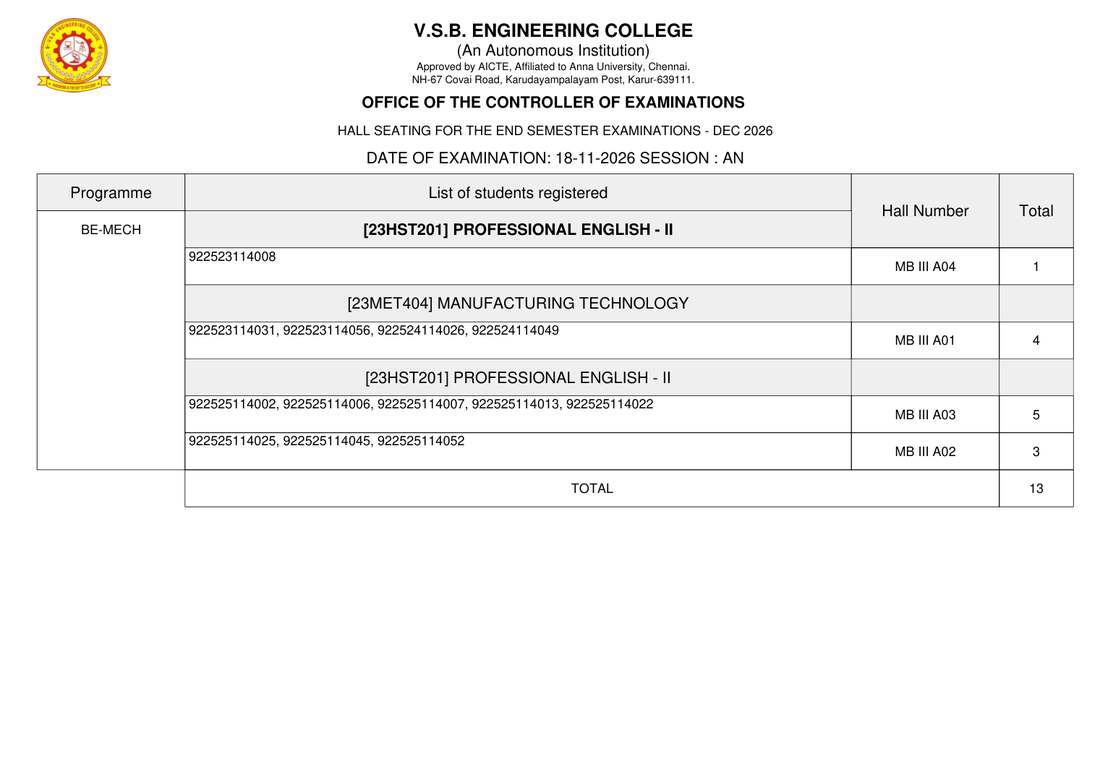 V.S.B. ENGINEERING COLLEGE
(An Autonomous Institution)
Approved by AICTE, Affiliated to Anna University, Chennai.
NH-67 Covai Road, Karudayampalayam Post, Karur-639111.
OFFICE OF THE CONTROLLER OF EXAMINATIONS
HALL SEATING FOR THE END SEMESTER EXAMINATIONS - DEC 2026
DATE OF EXAMINATION: 18-11-2026 SESSION : AN
Programme List of students registered Hall Number Total
BE-MECH [23HST201] PROFESSIONAL ENGLISH - II
922523114008 MB III A04 1
[23MET404] MANUFACTURING TECHNOLOGY
922523114031, 922523114056, 922524114026, 922524114049 MB III A01 4
[23HST201] PROFESSIONAL ENGLISH - II
922525114002, 922525114006, 922525114007, 922525114013, 922525114022 MB III A03 5
922525114025, 922525114045, 922525114052 MB III A02 3
TOTAL 13